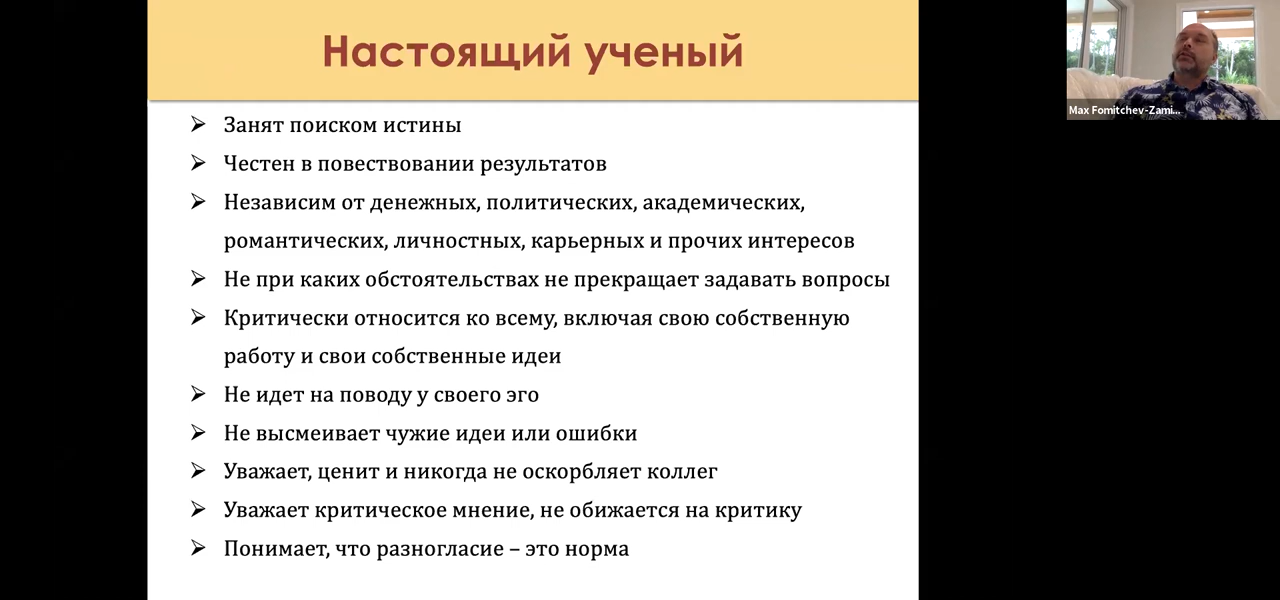 Настоящий ученый
Занят поиском истины
Честен в повествовании результатов
Независим от денежных, политических, академических,
романтических, личностных, карьерных и прочих интересов
Не при каких обстоятельствах не прекращает задавать вопросы
Критически относится ко всему, включая свою собственную
работу и свои собственные идеи
Не идет на поводу у своего эго
Не высмеивает чужие идеи или ошибки
Уважает, ценит и никогда не оскорбляет коллег
Уважает критическое мнение, не обижается на критику
Понимает, что разногласие – это норма
Max Fomitchev-Zami...